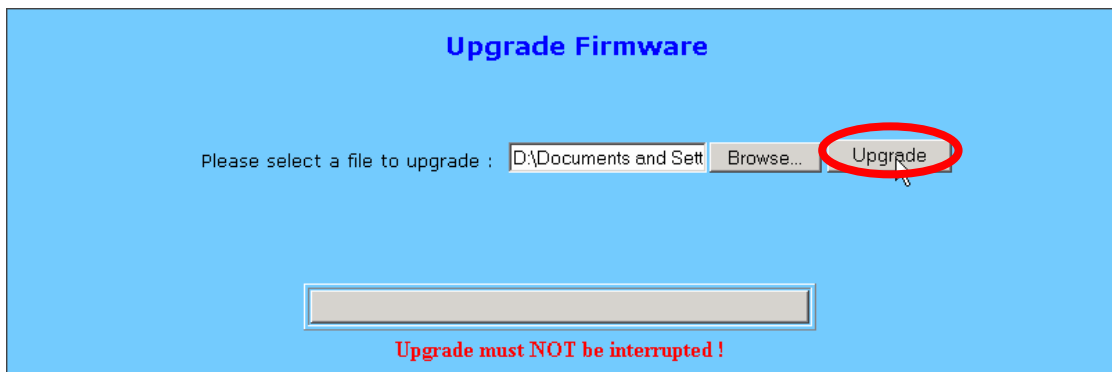 Upgrade Firmware
Please select a file to upgrade : D:\Documents and Sett Browse... Upgrade
Upgrade must NOT be interrupted !